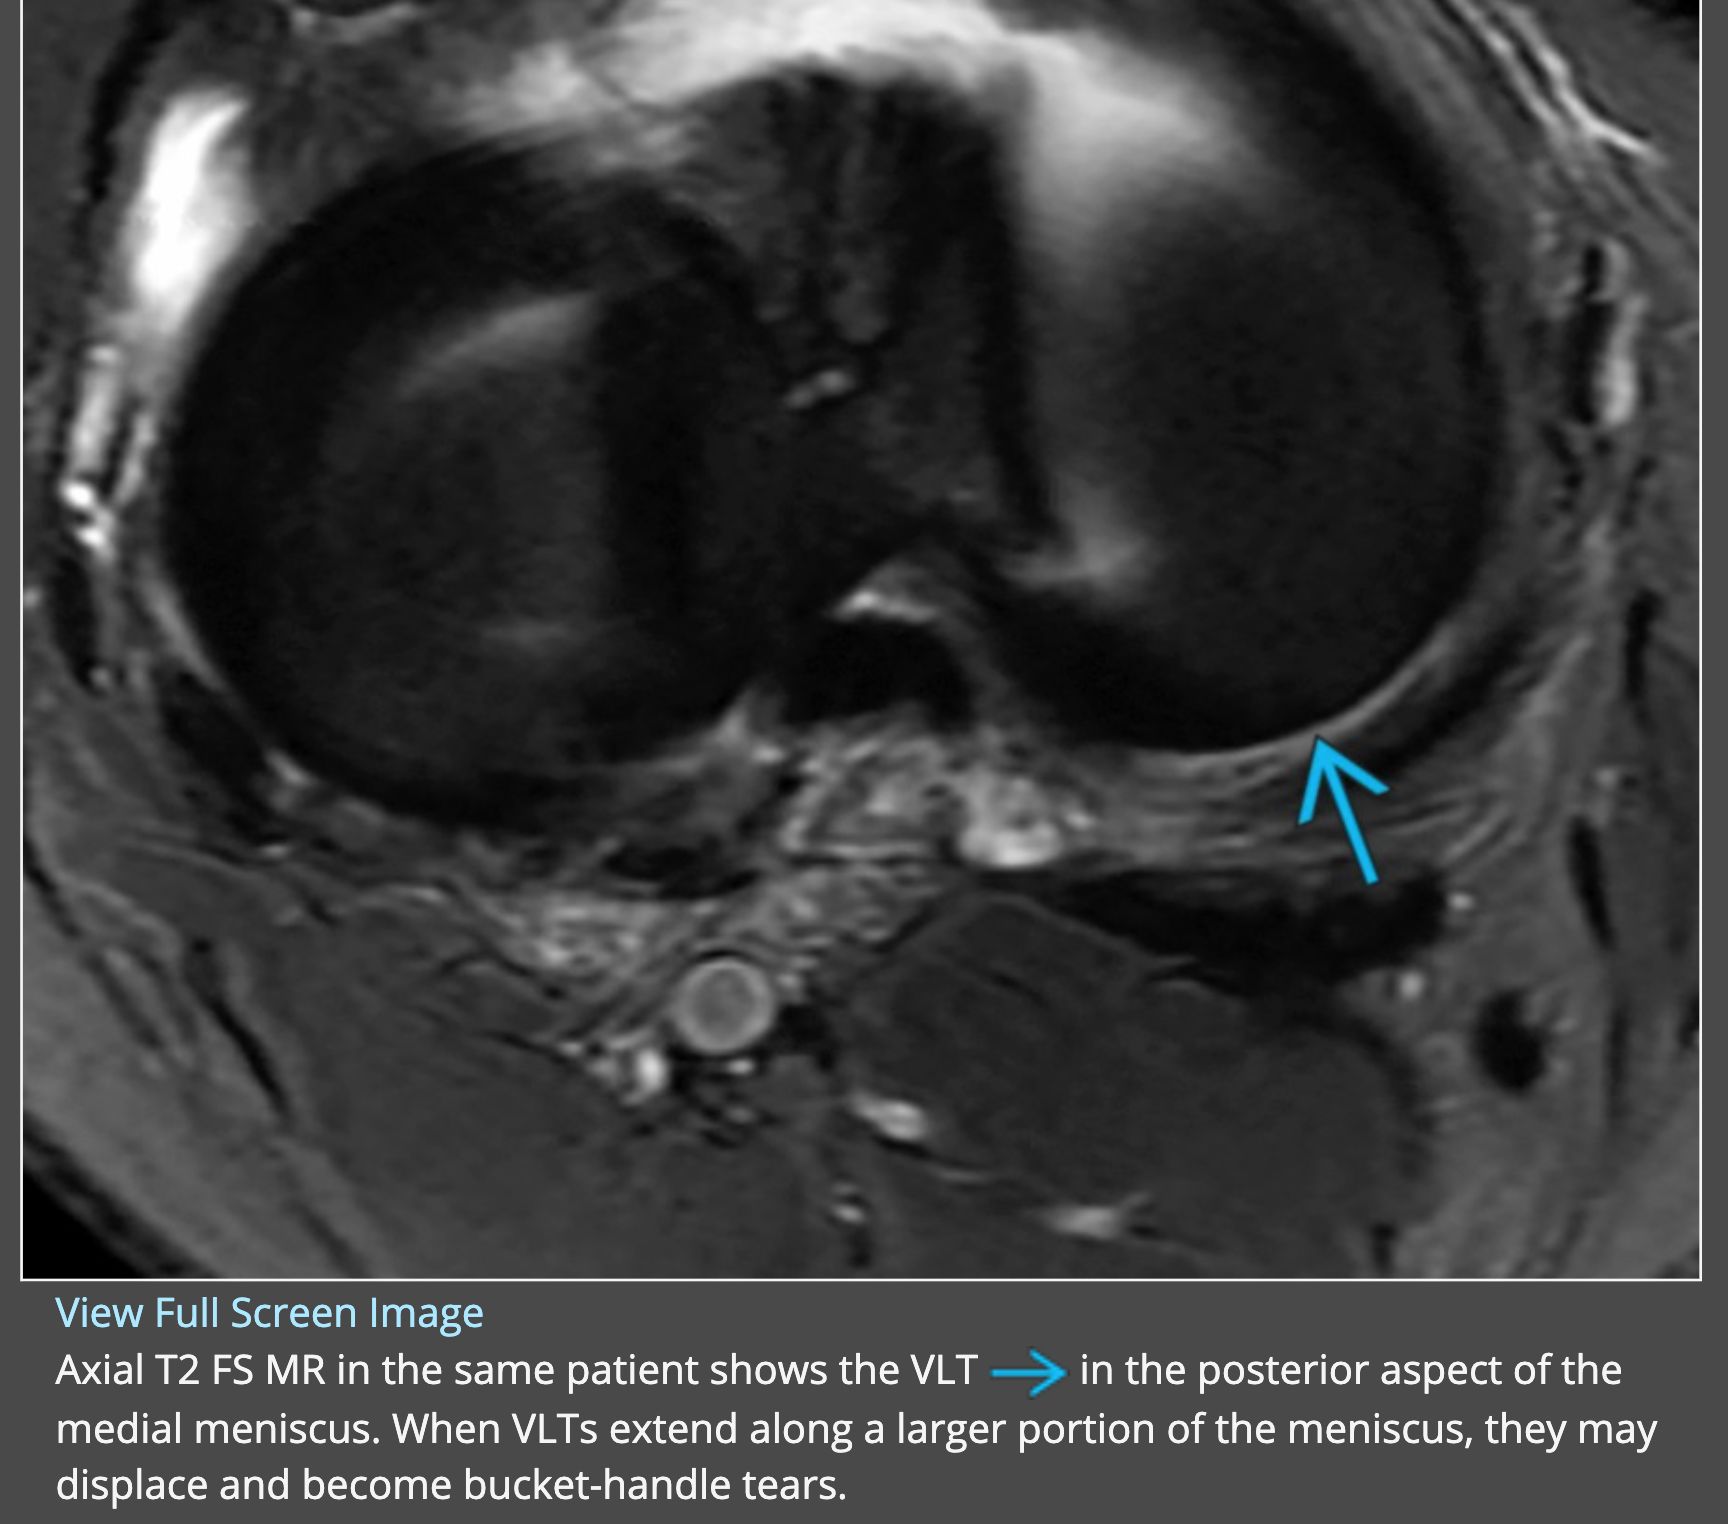 View Full Screen Image
Axial T2 FS MR in the same patient shows the VLT in the posterior aspect of the
medial meniscus. When VLTs extend along a larger portion of the meniscus, they may
displace and become bucket-handle tears.